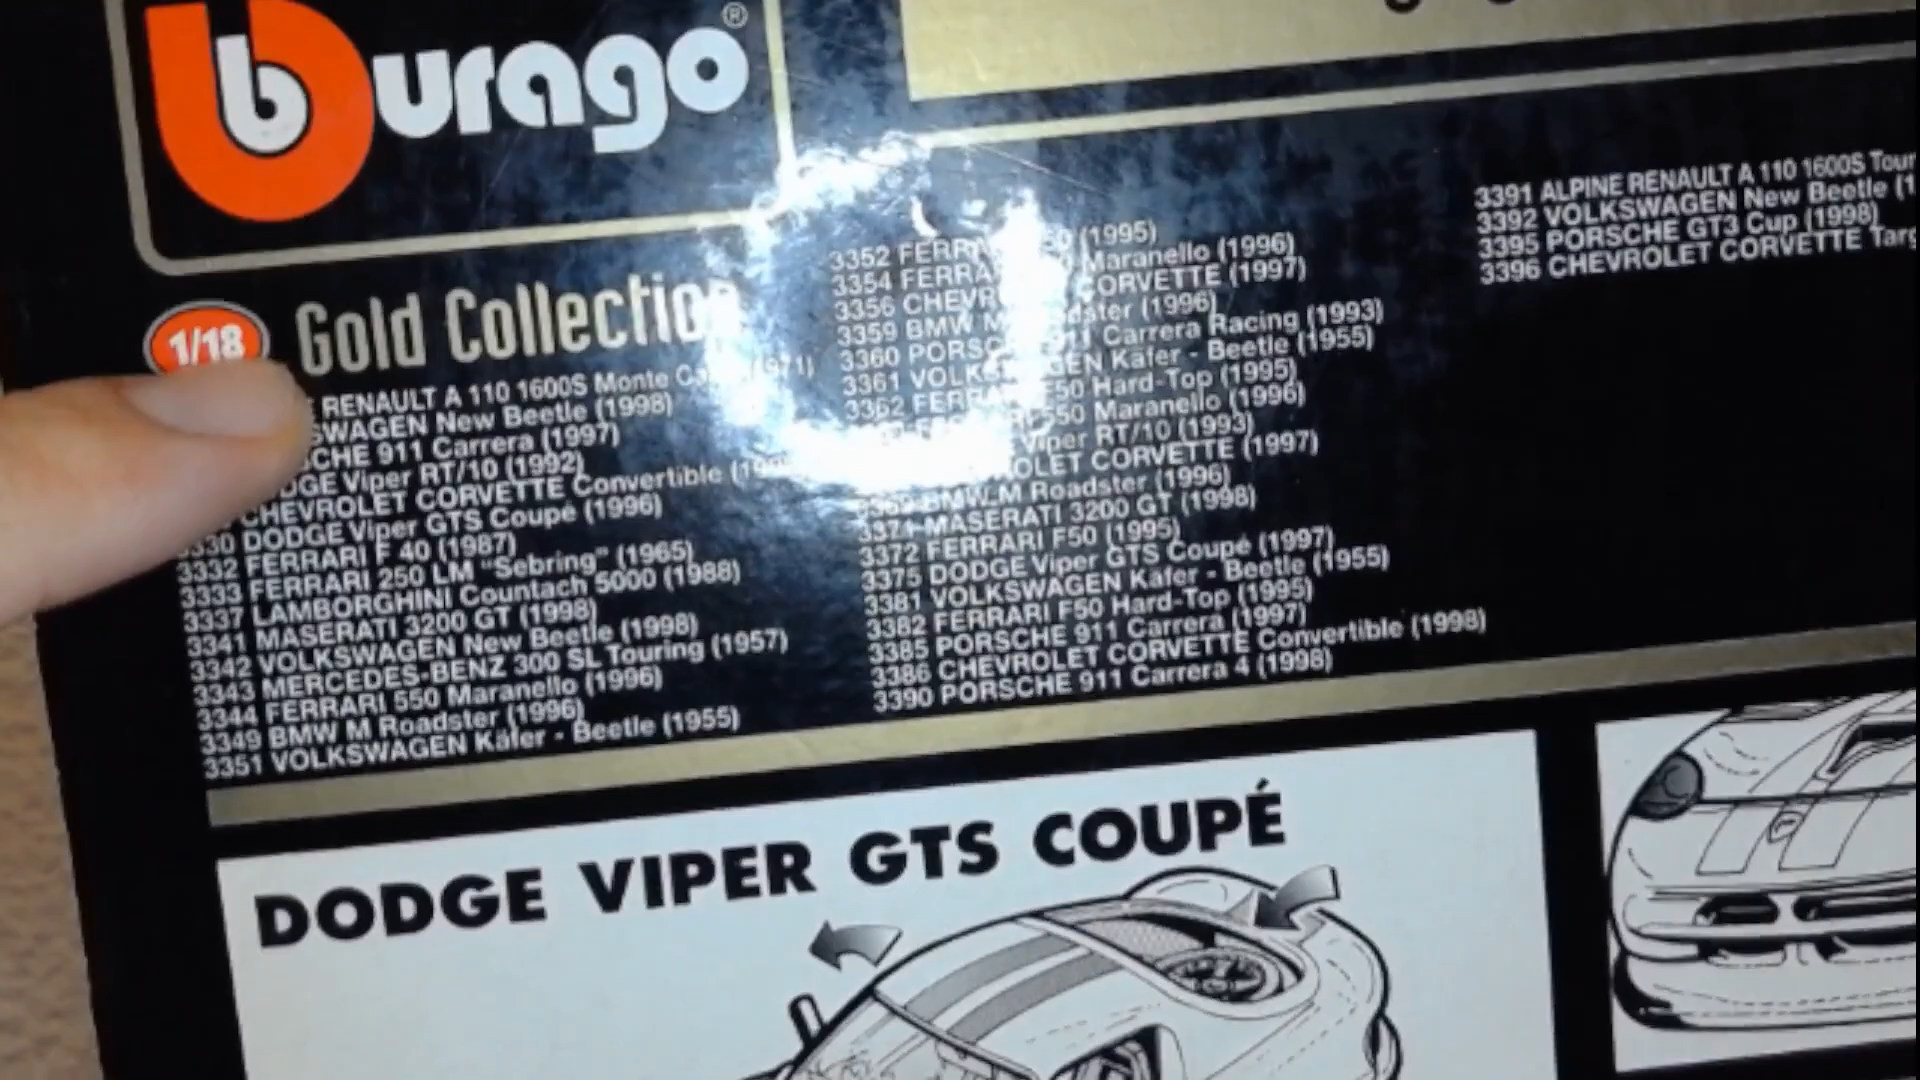 burago®
1/18 Gold Collection
RENAULT A 110 1600S Monte
New Beetle (1998)
911 Carrera (1997)
Viper RT/10 (1992)
CHEVROLET CORVETTE Convertible
DODGE Viper GTS Coupé (1996)
3332 FERRARI F 40 (1987)
3333 FERRARI 250 LM "Sebring" (1965)
3337 LAMBORGHINI Countach 5000 (1988)
3341 MASERATI 3200 GT (1998)
3342 VOLKSWAGEN New Beetle (1998)
3343 MERCEDES-BENZ 300 SL Touring (1957)
3344 FERRARI 550 Maranello (1996)
3349 BMW M Roadster (1996)
3351 VOLKSWAGEN Käfer - Beetle (1955)
3352 (1995)
3354 Maranello (1996)
3356 CORVETTE (1997)
3359 BMW M (1996)
3360 911 Carrera Racing (1993)
3361 Käfer - Beetle (1955)
3362 F50 Hard-Top (1995)
550 Maranello (1996)
Viper RT/10 (1993)
CORVETTE (1997)
3369 BMW M Roadster (1996)
3371 MASERATI 3200 GT (1998)
3372 FERRARI F50 (1995)
3375 DODGE Viper GTS Coupé (1997)
3381 VOLKSWAGEN Käfer - Beetle (1955)
3382 FERRARI F50 Hard-Top (1995)
3385 PORSCHE 911 Carrera (1997)
3386 CHEVROLET CORVETTE Convertible (1998)
3390 PORSCHE 911 Carrera 4 (1998)
3391 ALPINE RENAULT A 110 1600S
3392 VOLKSWAGEN New Beetle
3395 PORSCHE GT3 Cup (1998)
3396 CHEVROLET CORVETTE
DODGE VIPER GTS COUPÉ